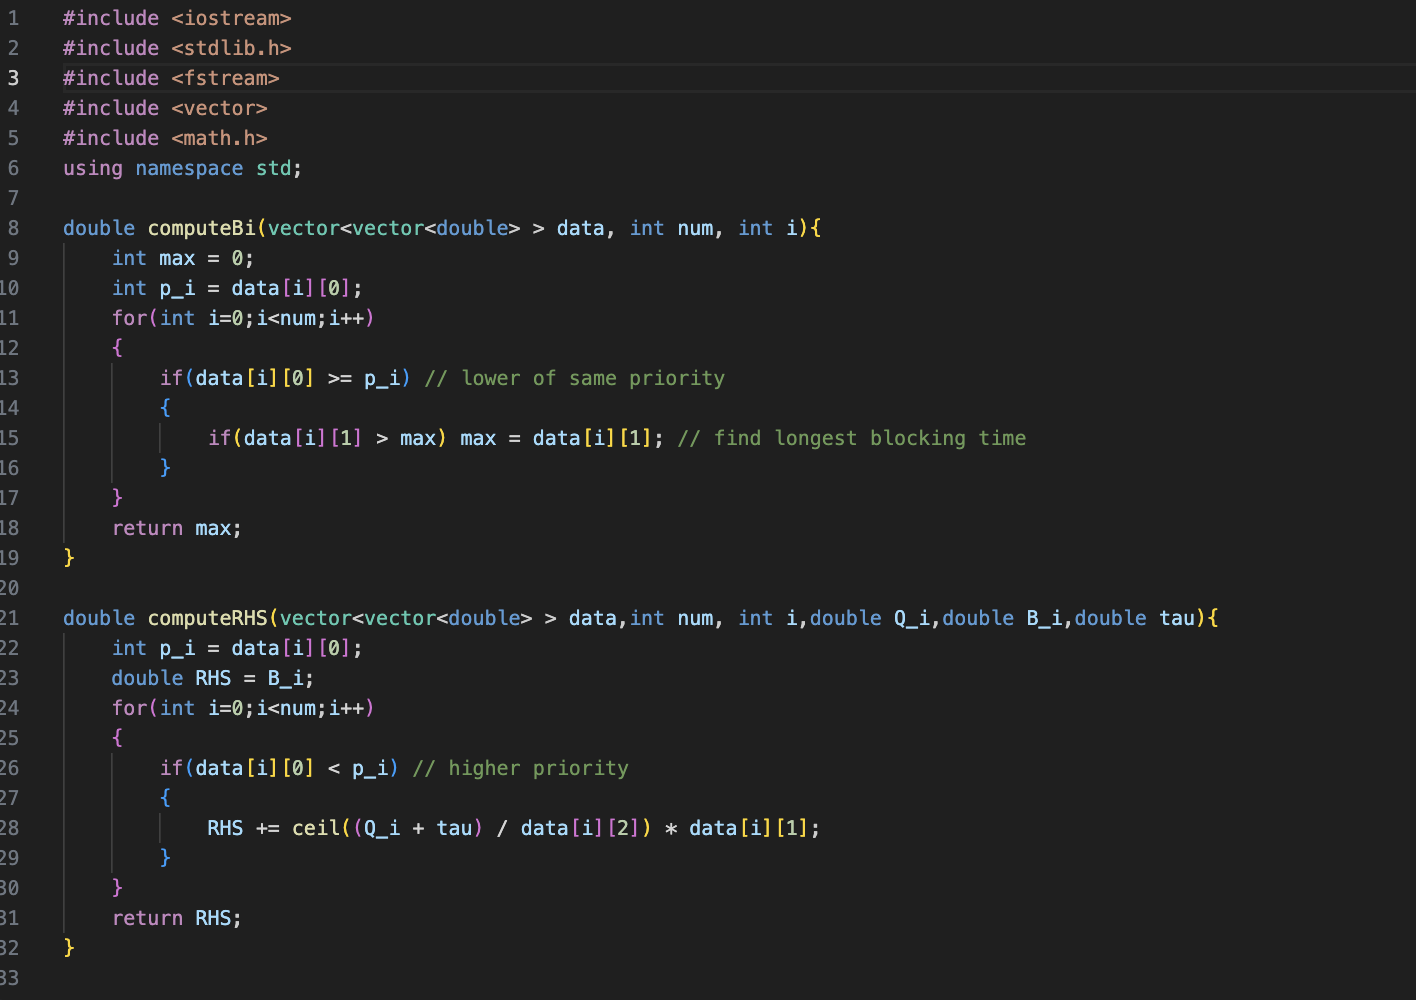 1 #include <iostream>
2 #include <stdlib.h>
3 #include <fstream>
4 #include <vector>
5 #include <math.h>
6 using namespace std;
7
8 double computeBi(vector<vector<double> > data, int num, int i){
9     int max = 0;
10     int p_i = data[i][0];
11     for(int i=0;i<num;i++)
12     {
13         if(data[i][0] >= p_i) // lower of same priority
14         {
15             if(data[i][1] > max) max = data[i][1]; // find longest blocking time
16         }
17     }
18     return max;
19 }
20
21 double computeRHS(vector<vector<double> > data,int num, int i,double Q_i,double B_i,double tau){
22     int p_i = data[i][0];
23     double RHS = B_i;
24     for(int i=0;i<num;i++)
25     {
26         if(data[i][0] < p_i) // higher priority
27         {
28             RHS += ceil((Q_i + tau) / data[i][2]) * data[i][1];
29         }
30     }
31     return RHS;
32 }
33